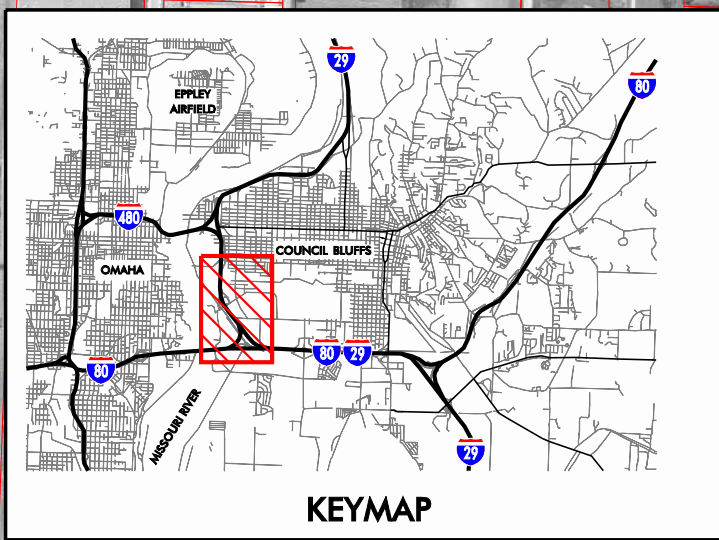 29
80
EPPLEY
AIRFIELD
480
COUNCIL BLUFFS
OMAHA
80
80
29
MISSOURI RIVER
29
KEYMAP